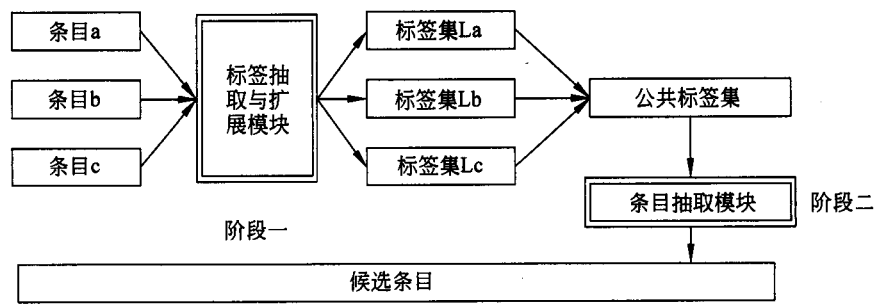 条目a
条目b
条目c
标签抽
取与扩
展模块
标签集La
标签集Lb
标签集Lc
公共标签集
条目抽取模块
阶段一
阶段二
候选条目